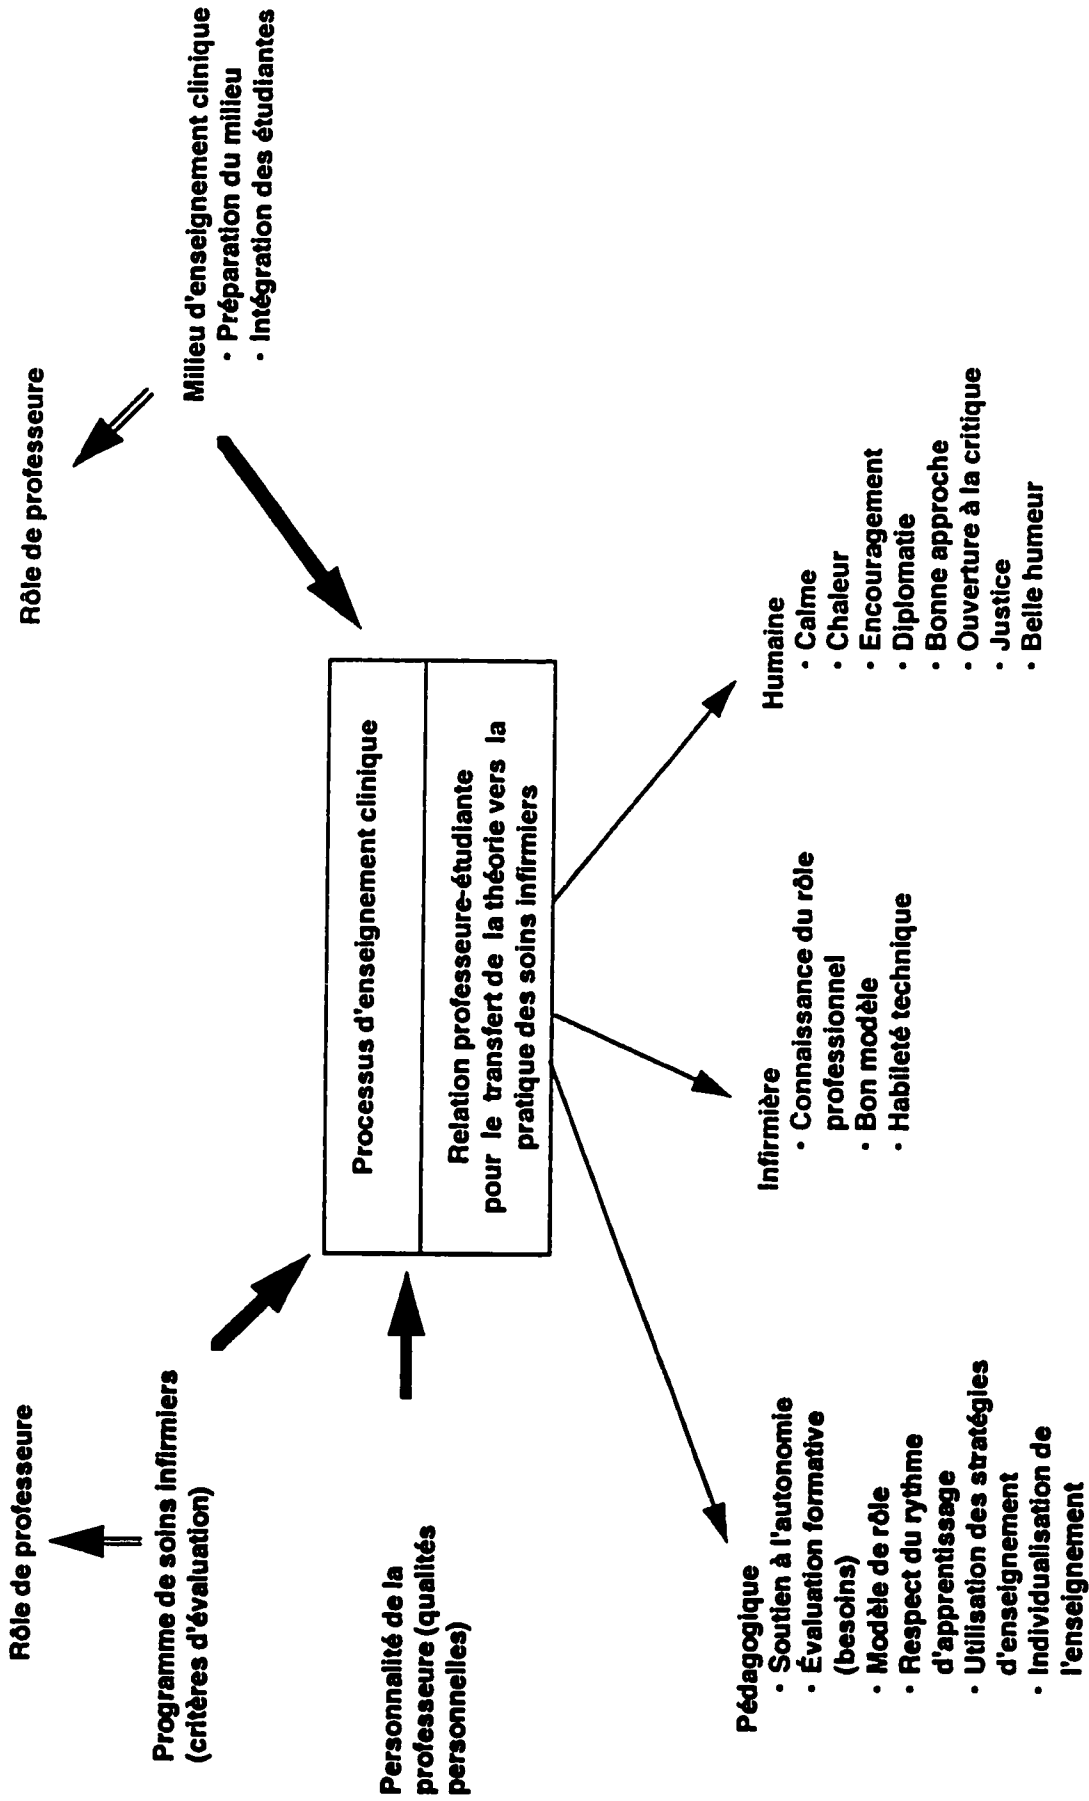 Rôle de professeure
Programme de soins infirmiers
(critères d'évaluation)
Personnalité de la
professeure (qualités
personnelles)
Rôle de professeure
Milieu d'enseignement clinique
· Préparation du milieu
· Intégration des étudiantes
Processus d'enseignement clinique
Relation professeure-étudiante
pour le transfert de la théorie vers la
pratique des soins infirmiers
Pédagogique
· Soutien à l'autonomie
· Évaluation formative
(besoins)
· Modèle de rôle
· Respect du rythme
d'apprentissage
· Utilisation des stratégies
d'enseignement
· Individualisation de
l'enseignement
Infirmière
· Connaissance du rôle
professionnel
· Bon modèle
· Habileté technique
Humaine
· Calme
· Chaleur
· Encouragement
· Diplomatie
· Bonne approche
· Ouverture à la critique
· Justice
· Belle humeur